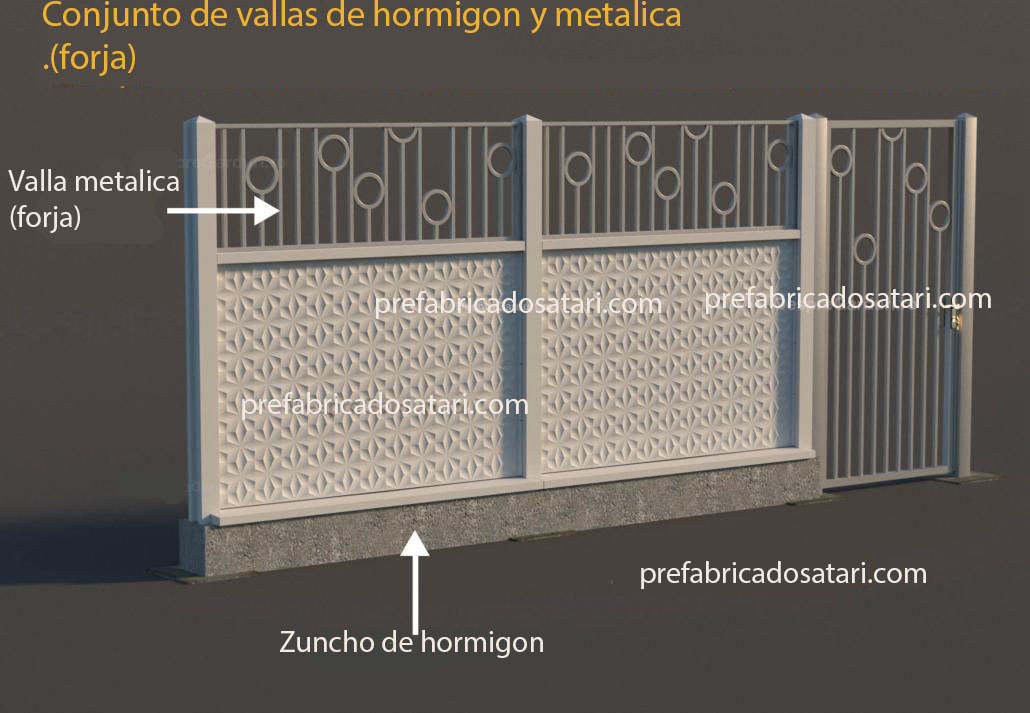 Conjunto de vallas de hormigon y metalica
.(forja)
Valla metalica
(forja)
prefabricadosatari.com
prefabricadosatari.com
prefabricadosatari.com
prefabricadosatari.com
Zuncho de hormigon